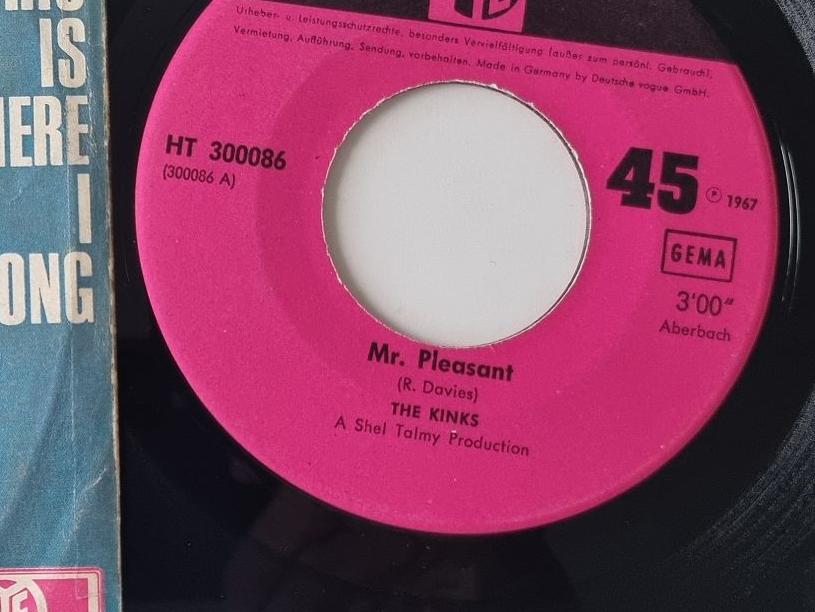 IS
HERE
I
ONG
PYE
Urheber- u. Leistungsschutzrechte, besonders Vervielfältigung (außer zum persönl. Gebrauch),
Vermietung, Aufführung, Sendung, vorbehalten. Made in Germany by Deutsche vogue GmbH.
HT 300086
(300086 A)
45 ℗ 1967
GEMA
3'00"
Aberbach
Mr. Pleasant
(R. Davies)
THE KINKS
A Shel Talmy Production